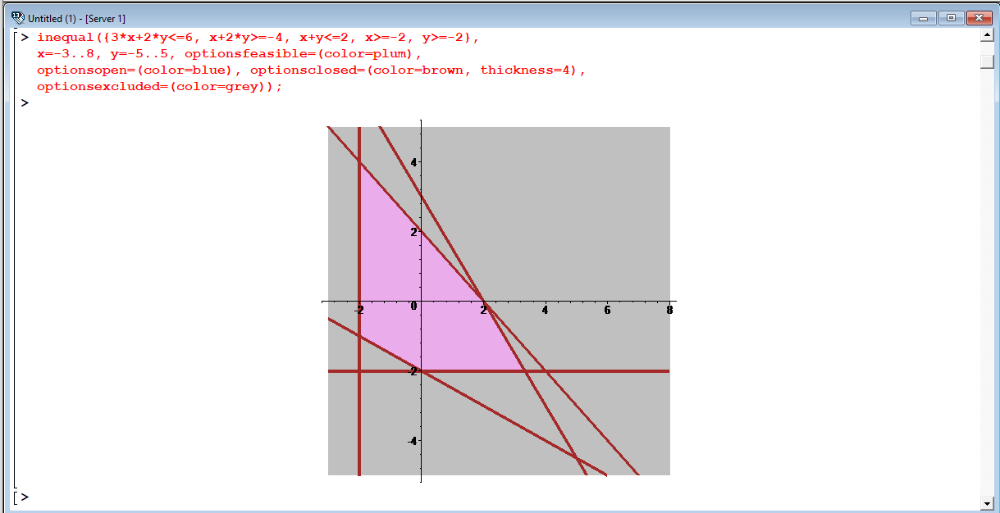 Untitled (1) - [Server 1]
> inequal({3*x+2*y<=6, x+2*y>=-4, x+y<=2, x>=-2, y>=-2},
x=-3..8, y=-5..5, optionsfeasible=(color=plum),
optionsopen=(color=blue), optionsclosed=(color=brown, thickness=4),
optionsexcluded=(color=grey));
>
4
2
-2 0 2 4 6 8
-2
-4
[>